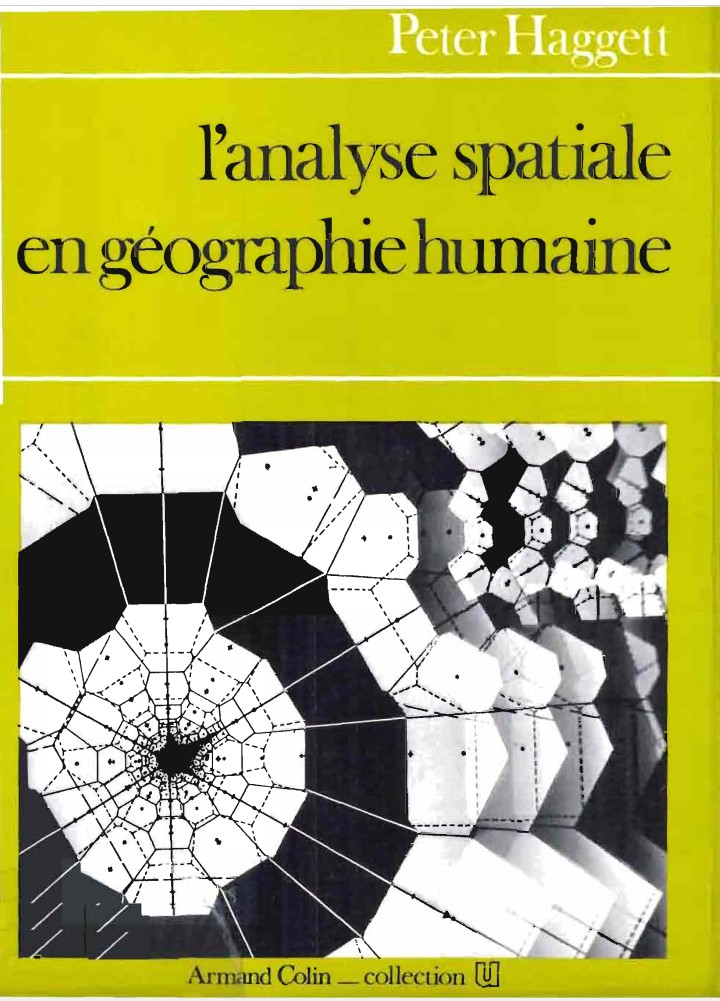 Peter Haggett
l'analyse spatiale
en géographie humaine
Armand Colin _ collection U